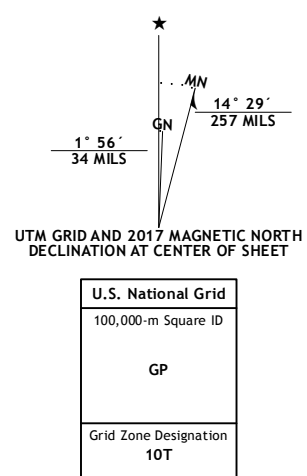 ★
MN
GN
14° 29´
257 MILS
1° 56´
34 MILS
UTM GRID AND 2017 MAGNETIC NORTH
DECLINATION AT CENTER OF SHEET
U.S. National Grid
100,000-m Square ID
GP
Grid Zone Designation
10T